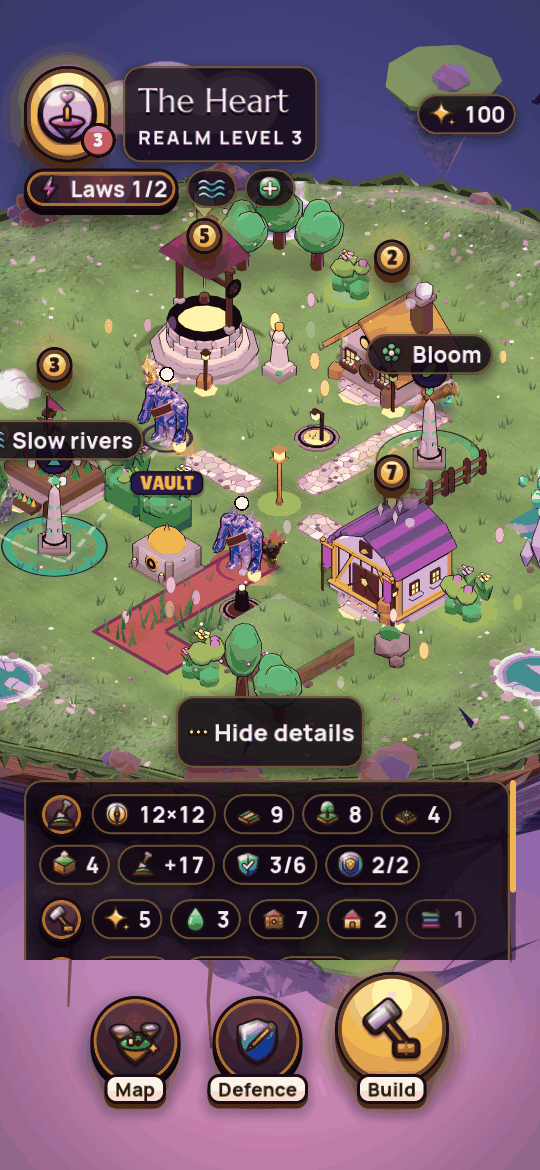 The Heart
REALM LEVEL 3
3
100
Laws 1/2
5
2
Bloom
3
Slow rivers
VAULT
7
Hide details
12×12
9
8
4
4
+17
3/6
2/2
5
3
7
2
1
Map
Defence
Build